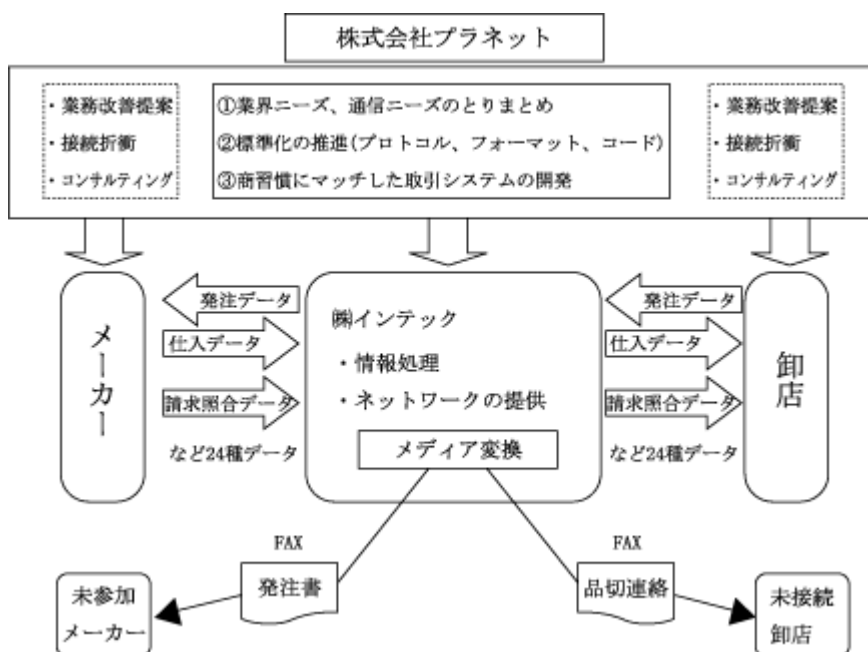 株式会社プラネット
・業務改善提案
・接続折衝
・コンサルティング
①業界ニーズ、通信ニーズのとりまとめ
②標準化の推進(プロトコル、フォーマット、コード)
③商習慣にマッチした取引システムの開発
・業務改善提案
・接続折衝
・コンサルティング
メーカー
発注データ
仕入データ
請求照合データ
など24種データ
㈱インテック
・情報処理
・ネットワークの提供
メディア変換
発注データ
仕入データ
請求照合データ
など24種データ
卸店
FAX
発注書
未参加
メーカー
FAX
品切連絡
未接続
卸店